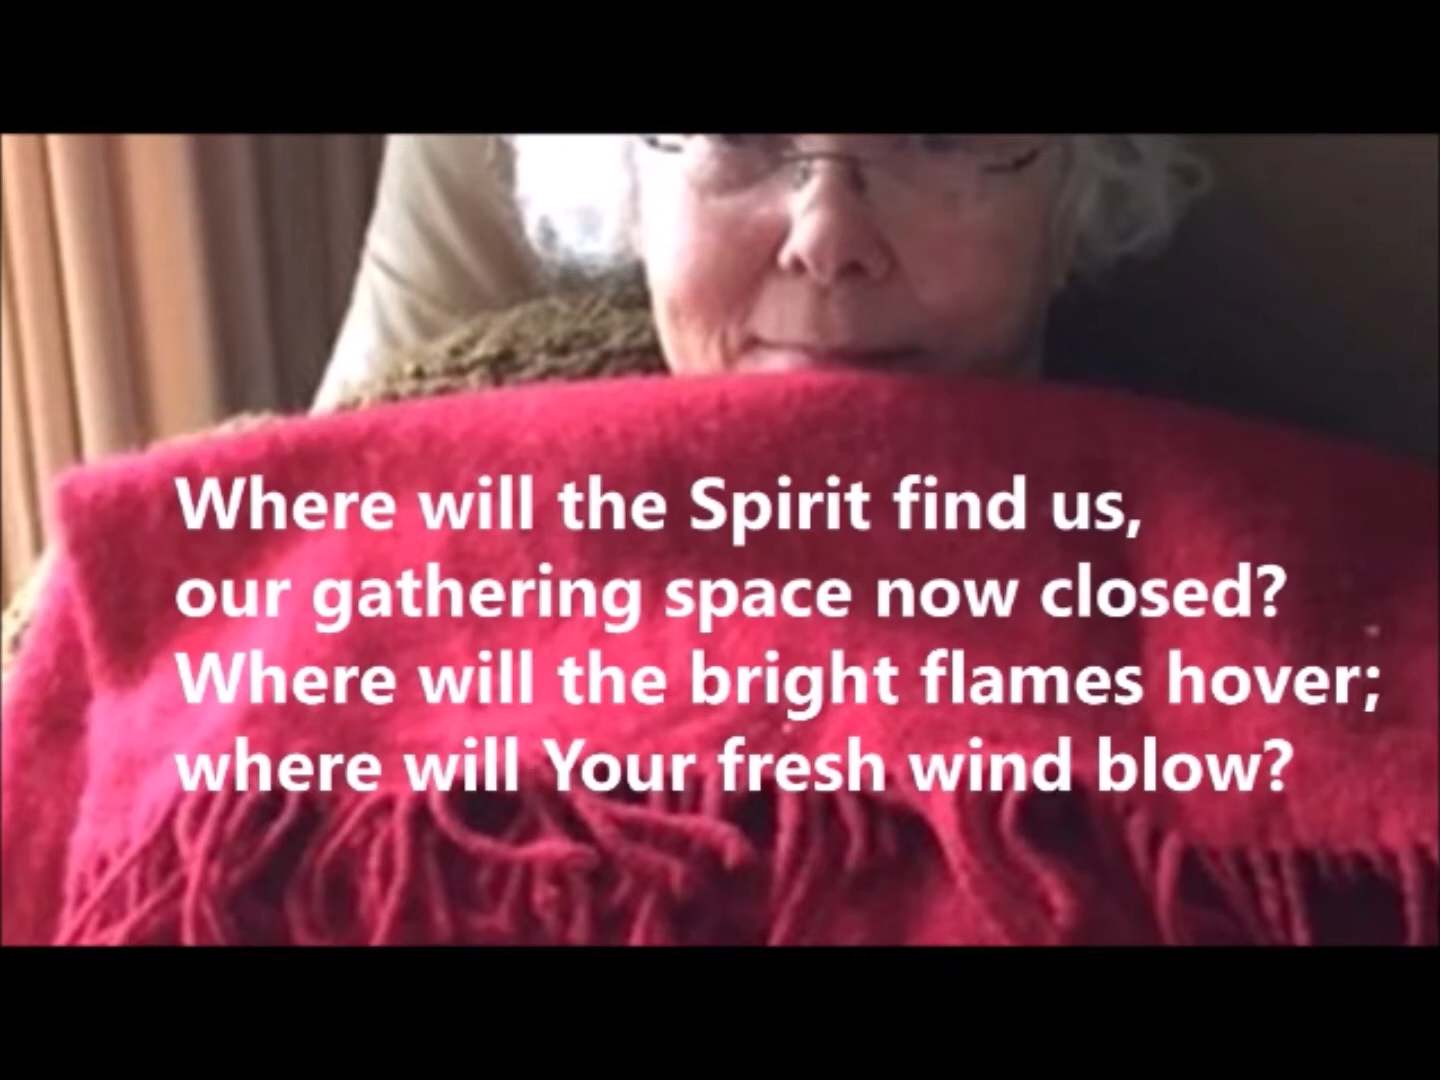 Where will the Spirit find us,
our gathering space now closed?
Where will the bright flames hover;
where will Your fresh wind blow?